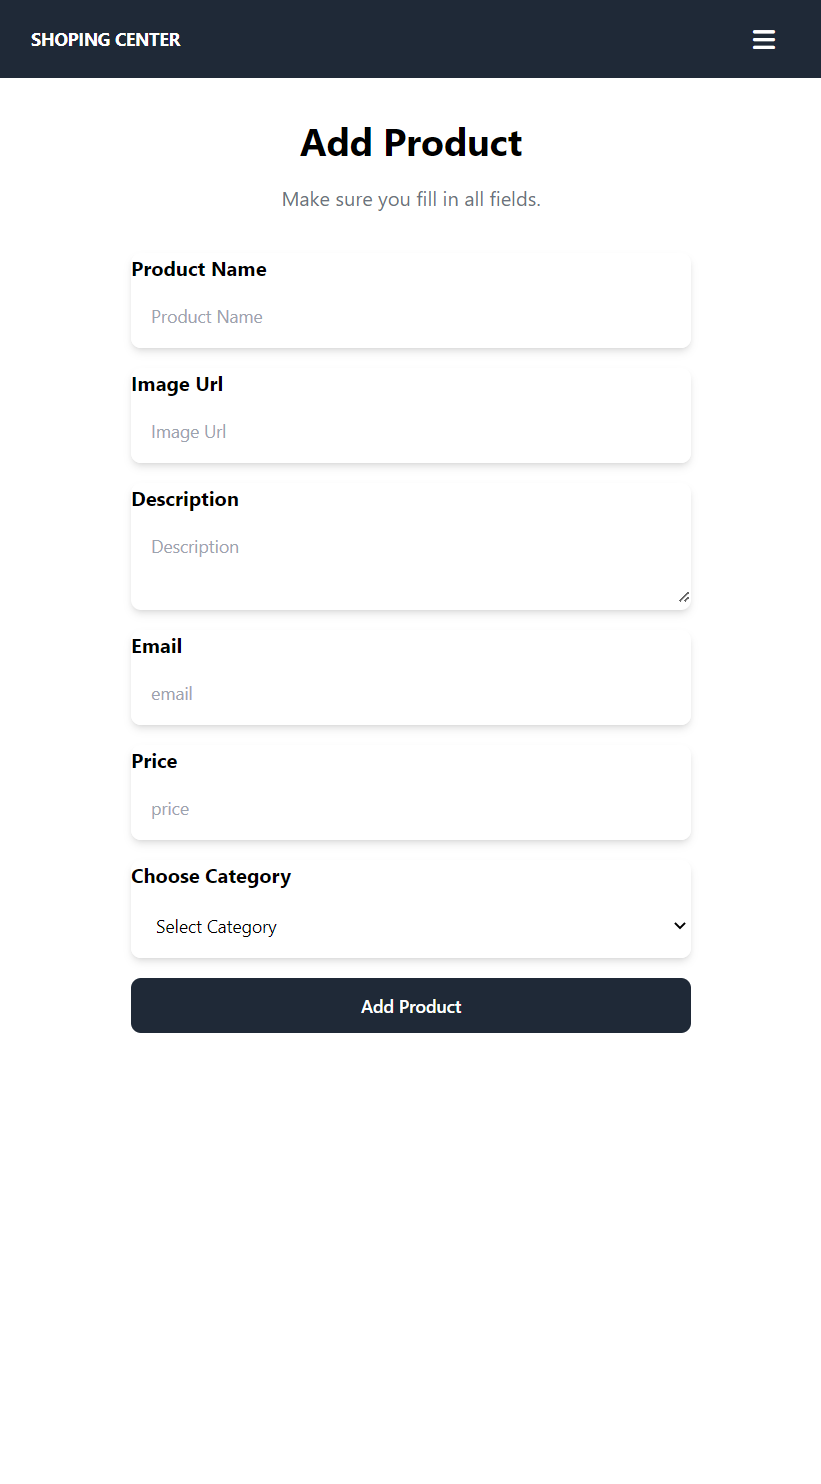 SHOPING CENTER
Add Product
Make sure you fill in all fields.
Product Name
Product Name
Image Url
Image Url
Description
Description
Email
email
Price
price
Choose Category
Select Category
Add Product